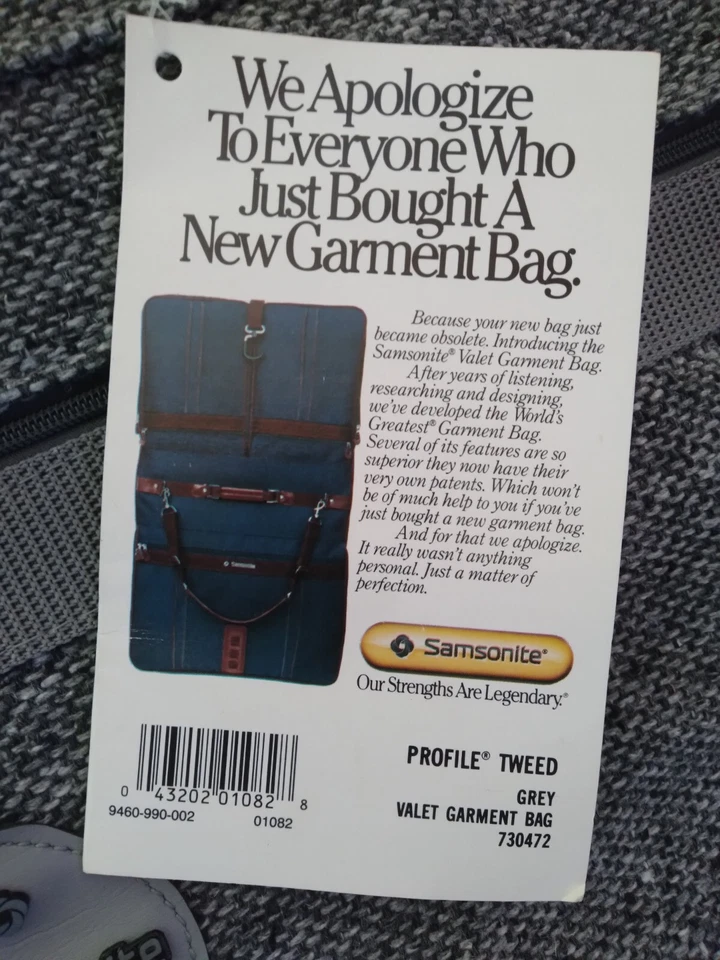 We Apologize
To Everyone Who
Just Bought A
New Garment Bag.
Because your new bag just
became obsolete. Introducing the
Samsonite® Valet Garment Bag.
After years of listening,
researching and designing,
we've developed the World's
Greatest® Garment Bag.
Several of its features are so
superior they now have their
very own patents. Which won't
be of much help to you if you've
just bought a new garment bag.
And for that we apologize.
It really wasn't anything
personal. Just a matter of
perfection.
Samsonite
Samsonite®
Our Strengths Are Legendary.®
0 43202 01082 8
9460-990-002 01082
PROFILE® TWEED
GREY
VALET GARMENT BAG
730472